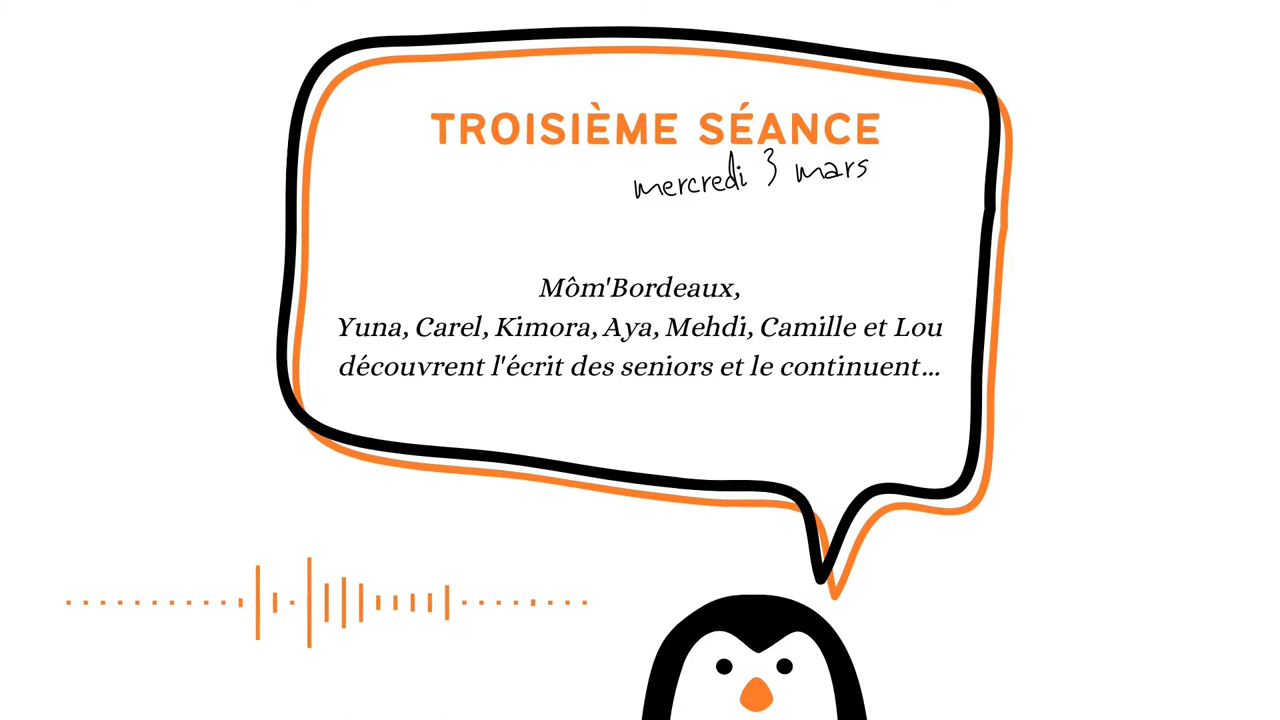 TROISIÈME SÉANCE
mercredi 3 mars
Môm'Bordeaux,
Yuna, Carel, Kimora, Aya, Mehdi, Camille et Lou
découvrent l'écrit des seniors et le continuent...